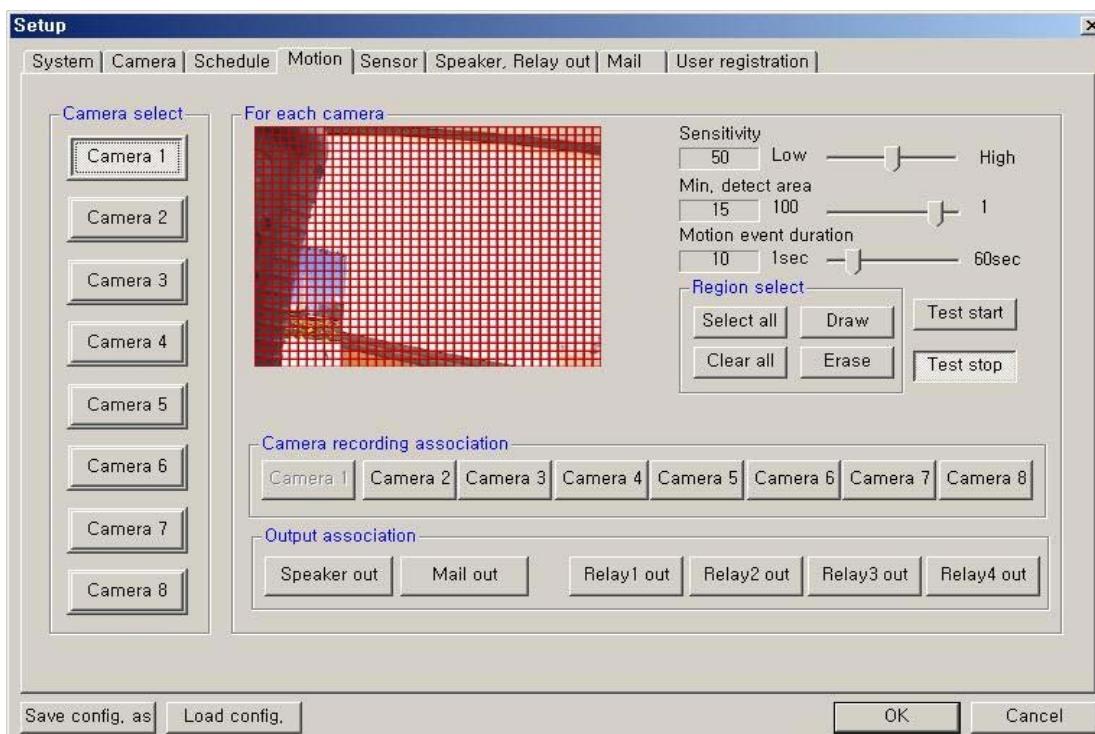 Setup
System Camera Schedule Motion Sensor Speaker, Relay out Mail User registration
Camera select
Camera 1
Camera 2
Camera 3
Camera 4
Camera 5
Camera 6
Camera 7
Camera 8
For each camera
Sensitivity
50 Low High
Min, detect area
15 100 1
Motion event duration
10 1sec 60sec
Region select
Select all Draw
Clear all Erase
Test start
Test stop
Camera recording association
Camera 1 Camera 2 Camera 3 Camera 4 Camera 5 Camera 6 Camera 7 Camera 8
Output association
Speaker out Mail out Relay1 out Relay2 out Relay3 out Relay4 out
Save config, as Load config, OK Cancel